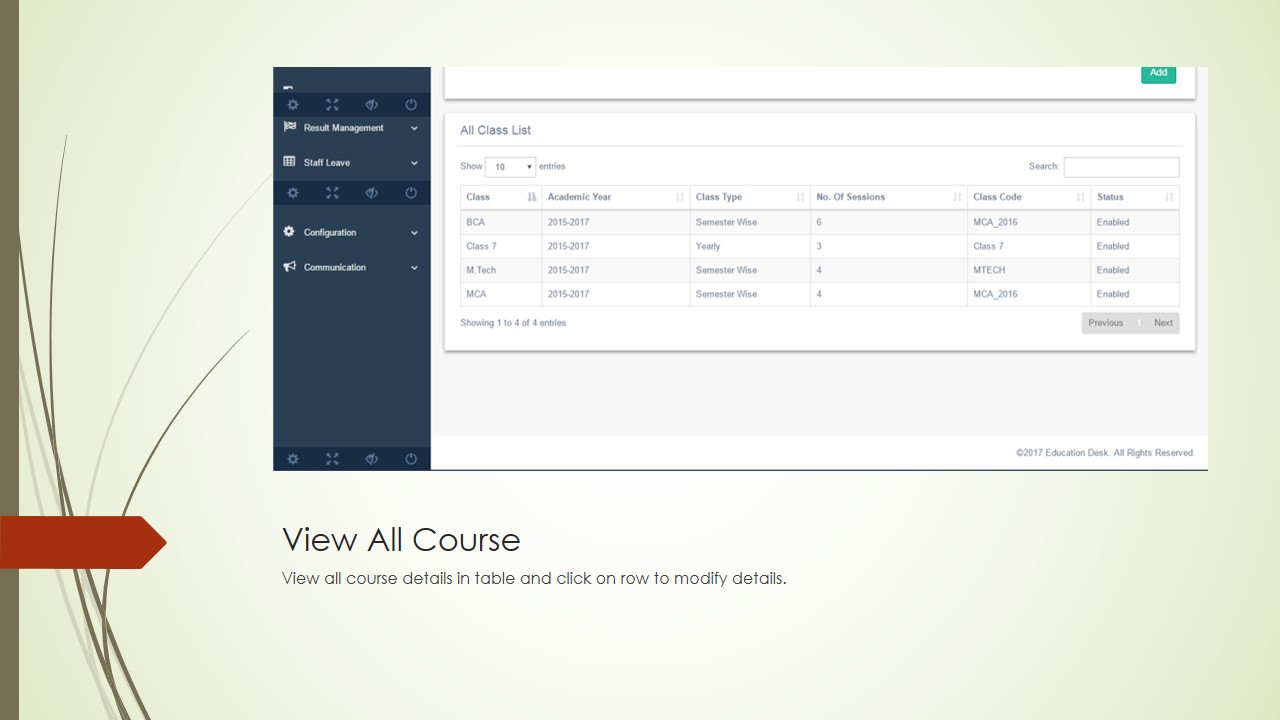 Add
Result Management
Staff Leave
Configuration
Communication
All Class List
Show 10 entries Search:
Class Academic Year Class Type No. Of Sessions Class Code Status
BCA 2015-2017 Semester Wise 6 MCA_2016 Enabled
Class 7 2015-2017 Yearly 3 Class 7 Enabled
M.Tech 2015-2017 Semester Wise 4 MTECH Enabled
MCA 2015-2017 Semester Wise 4 MCA_2016 Enabled
Showing 1 to 4 of 4 entries Previous 1 Next
©2017 Education Desk. All Rights Reserved.
View All Course
View all course details in table and click on row to modify details.